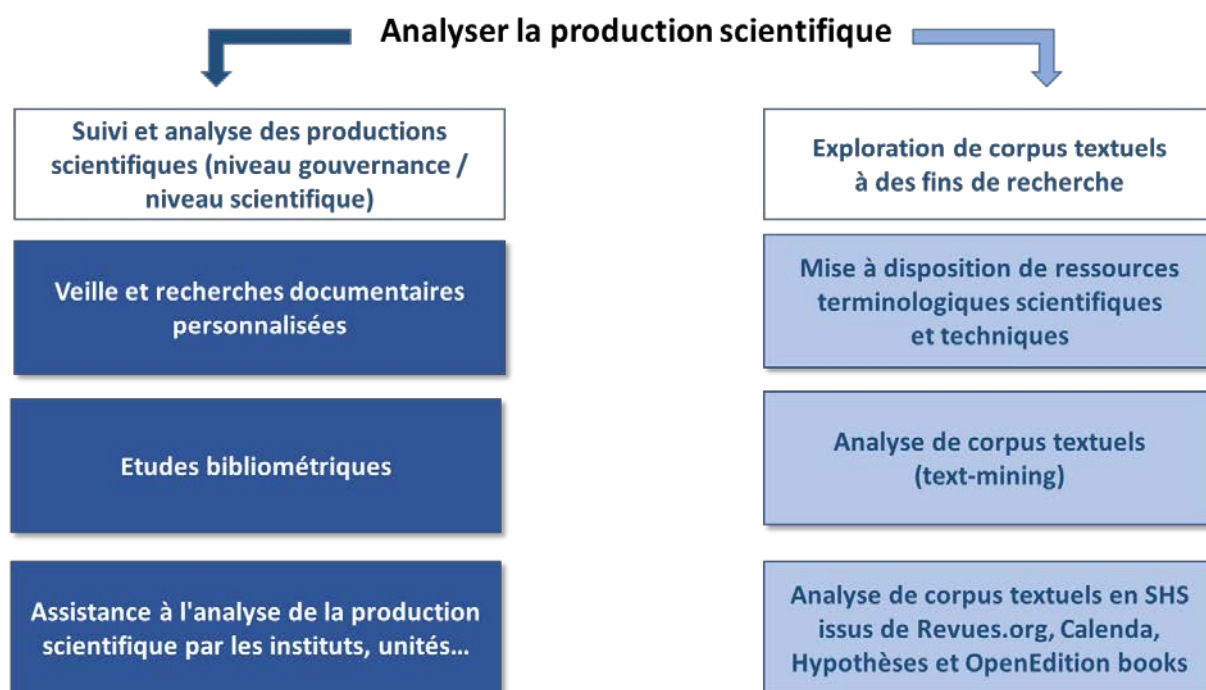 Analyser la production scientifique
Suivi et analyse des productions
scientifiques (niveau gouvernance /
niveau scientifique)
Veille et recherches documentaires
personnalisées
Etudes bibliométriques
Assistance à l'analyse de la production
scientifique par les instituts, unités…
Exploration de corpus textuels
à des fins de recherche
Mise à disposition de ressources
terminologiques scientifiques
et techniques
Analyse de corpus textuels
(text-mining)
Analyse de corpus textuels en SHS
issus de Revues.org, Calenda,
Hypothèses et OpenEdition books